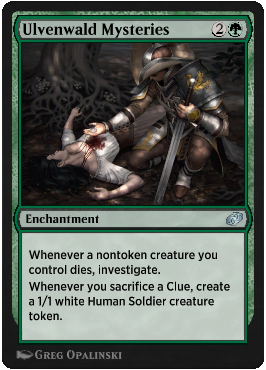 Ulvenwald Mysteries 2
Enchantment
Whenever a nontoken creature you
control dies, investigate.
Whenever you sacrifice a Clue, create
a 1/1 white Human Soldier creature
token.
Greg Opalinski